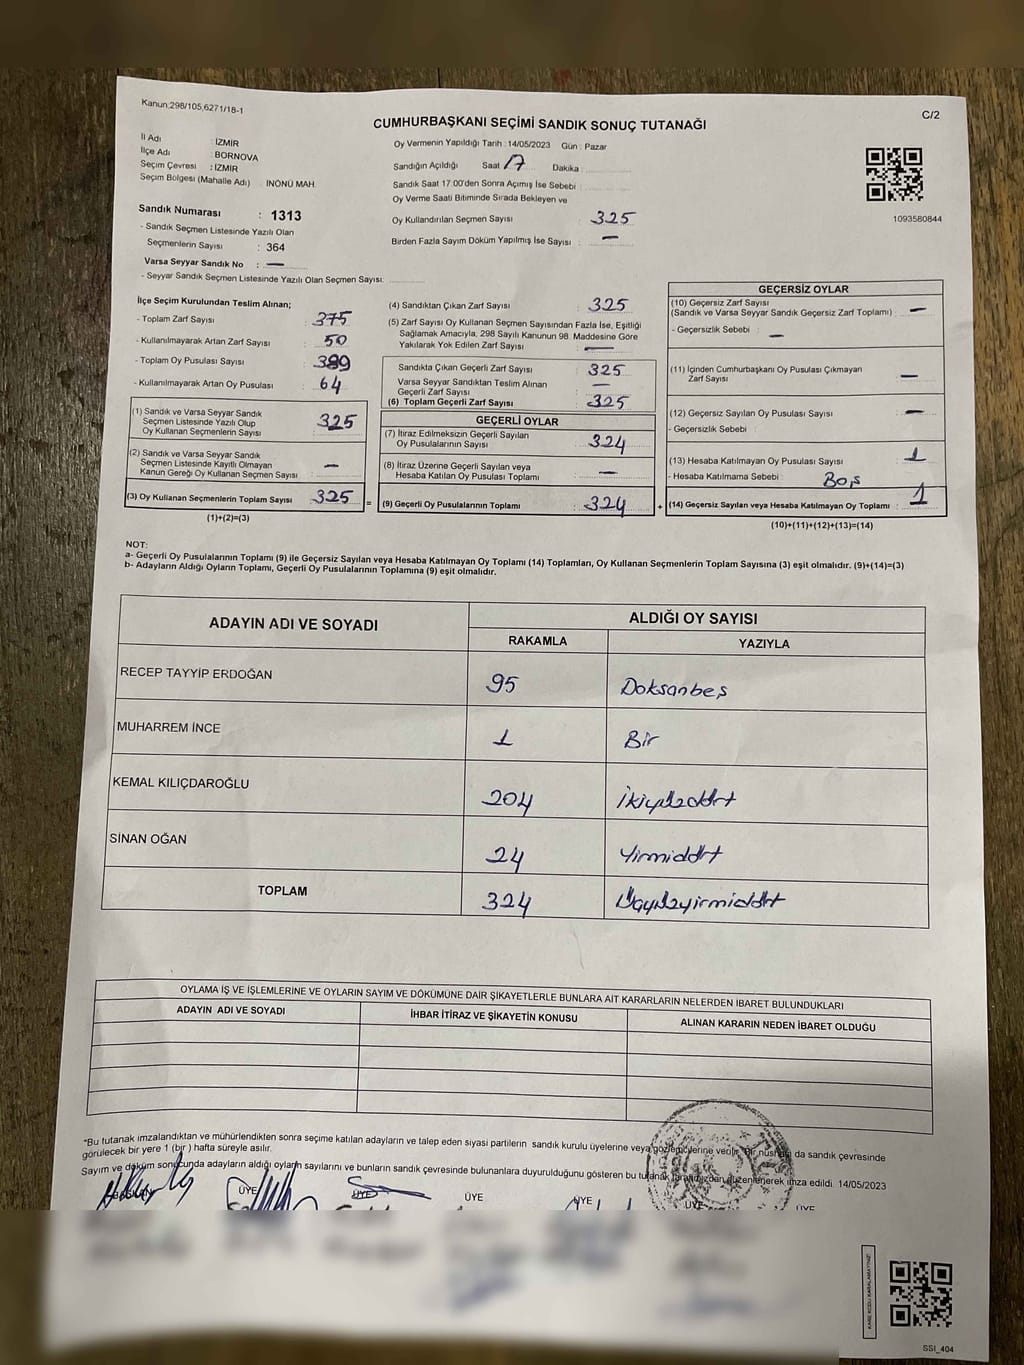 Kanun;298/105,6271/18-1
C/2
CUMHURBAŞKANI SEÇİMİ SANDIK SONUÇ TUTANAĞI
İl Adı : İZMİR
İlçe Adı : BORNOVA
Seçim Çevresi : İZMİR
Seçim Bölgesi (Mahalle Adı) : İNÖNÜ MAH.
Oy Vermenin Yapıldığı Tarih : 14/05/2023 Gün : Pazar
Sandığın Açıldığı Saat 17 Dakika
Sandık Saat 17:00'den Sonra Açımış İse Sebebi :
Oy Verme Saati Bitiminde Sırada Bekleyen ve
Oy Kullandırılan Seçmen Sayısı : 325
Birden Fazla Sayım Döküm Yapılmış İse Sayısı : —
1093580844
Sandık Numarası : 1313
- Sandık Seçmen Listesinde Yazılı Olan
Seçmenlerin Sayısı : 364
Varsa Seyyar Sandık No : —
- Seyyar Sandık Seçmen Listesinde Yazılı Olan Seçmen Sayısı:
İlçe Seçim Kurulundan Teslim Alınan;
- Toplam Zarf Sayısı : 375
- Kullanılmayarak Artan Zarf Sayısı : 50
- Toplam Oy Pusulası Sayısı : 389
- Kullanılmayarak Artan Oy Pusulası : 64
(1) Sandık ve Varsa Seyyar Sandık
Seçmen Listesinde Yazılı Olup
Oy Kullanan Seçmenlerin Sayısı : 325
(2) Sandık ve Varsa Seyyar Sandık
Seçmen Listesinde Kayıtlı Olmayan
Kanun Gereği Oy Kullanan Seçmen Sayısı : —
(3) Oy Kullanan Seçmenlerin Toplam Sayısı : 325 =
(1)+(2)=(3)
(4) Sandıktan Çıkan Zarf Sayısı : 325
(5) Zarf Sayısı Oy Kullanan Seçmen Sayısından Fazla İse, Eşitliği
Sağlamak Amacıyla, 298 Sayılı Kanunun 98. Maddesine Göre
Yakılarak Yok Edilen Zarf Sayısı : —
Sandıkta Çıkan Geçerli Zarf Sayısı : 325
Varsa Seyyar Sandıktan Teslim Alınan
Geçerli Zarf Sayısı : —
(6) Toplam Geçerli Zarf Sayısı : 325
GEÇERLİ OYLAR
(7) İtiraz Edilmeksizin Geçerli Sayılan
Oy Pusulalarının Sayısı : 324
(8) İtiraz Üzerine Geçerli Sayılan veya
Hesaba Katılan Oy Pusulaları Toplamı : —
(9) Geçerli Oy Pusulalarının Toplamı : 324 +
GEÇERSİZ OYLAR
(10) Geçersiz Zarf Sayısı
(Sandık ve Varsa Seyyar Sandık Geçersiz Zarf Toplamı) : —
- Geçersizlik Sebebi : —
(11) İçinden Cumhurbaşkanı Oy Pusulası Çıkmayan
Zarf Sayısı : —
(12) Geçersiz Sayılan Oy Pusulası Sayısı : —
- Geçersizlik Sebebi :
(13) Hesaba Katılmayan Oy Pusulası Sayısı : 1
- Hesaba Katılmama Sebebi : Boş
(14) Geçersiz Sayılan veya Hesaba Katılmayan Oy Toplamı : 1
(10)+(11)+(12)+(13)=(14)
NOT:
a- Geçerli Oy Pusulalarının Toplamı (9) ile Geçersiz Sayılan veya Hesaba Katılmayan Oy Toplamı (14) Toplamları, Oy Kullanan Seçmenlerin Toplam Sayısına (3) eşit olmalıdır. (9)+(14)=(3)
b- Adayların Aldığı Oyların Toplamı, Geçerli Oy Pusulalarının Toplamına (9) eşit olmalıdır.
ADAYIN ADI VE SOYADI ALDIĞI OY SAYISI
RAKAMLA YAZIYLA
RECEP TAYYİP ERDOĞAN 95 Doksanbeş
MUHARREM İNCE 1 Bir
KEMAL KILIÇDAROĞLU 204 İkiyüzdört
SİNAN OĞAN 24 Yirmidört
TOPLAM 324 Üçyüzyirmidört
OYLAMA İŞ VE İŞLEMLERİNE VE OYLARIN SAYIM VE DÖKÜMÜNE DAİR ŞİKAYETLERLE BUNLARA AİT KARARLARIN NELERDEN İBARET BULUNDUKLARI
ADAYIN ADI VE SOYADI İHBAR İTİRAZ VE ŞİKAYETİN KONUSU ALINAN KARARIN NEDEN İBARET OLDUĞU
*Bu tutanak imzalandıktan ve mühürlendikten sonra seçime katılan adayların ve talep eden siyasi partilerin sandık kurulu üyelerine veya gözlemcilerine verilir. Bir nüshası da sandık çevresinde
görülecek bir yere 1 (bir ) hafta süreyle asılır.
Sayım ve döküm sonucunda adayların aldığı oyların sayılarını ve bunların sandık çevresinde bulunanlara duyurulduğunu gösteren bu tutanak tarafımızdan düzenlenerek imza edildi. 14/05/2023
BAŞKAN ÜYE ÜYE ÜYE ÜYE ÜYE ÜYE
KARE KODU KARALAMAYINIZ!
SSI_404